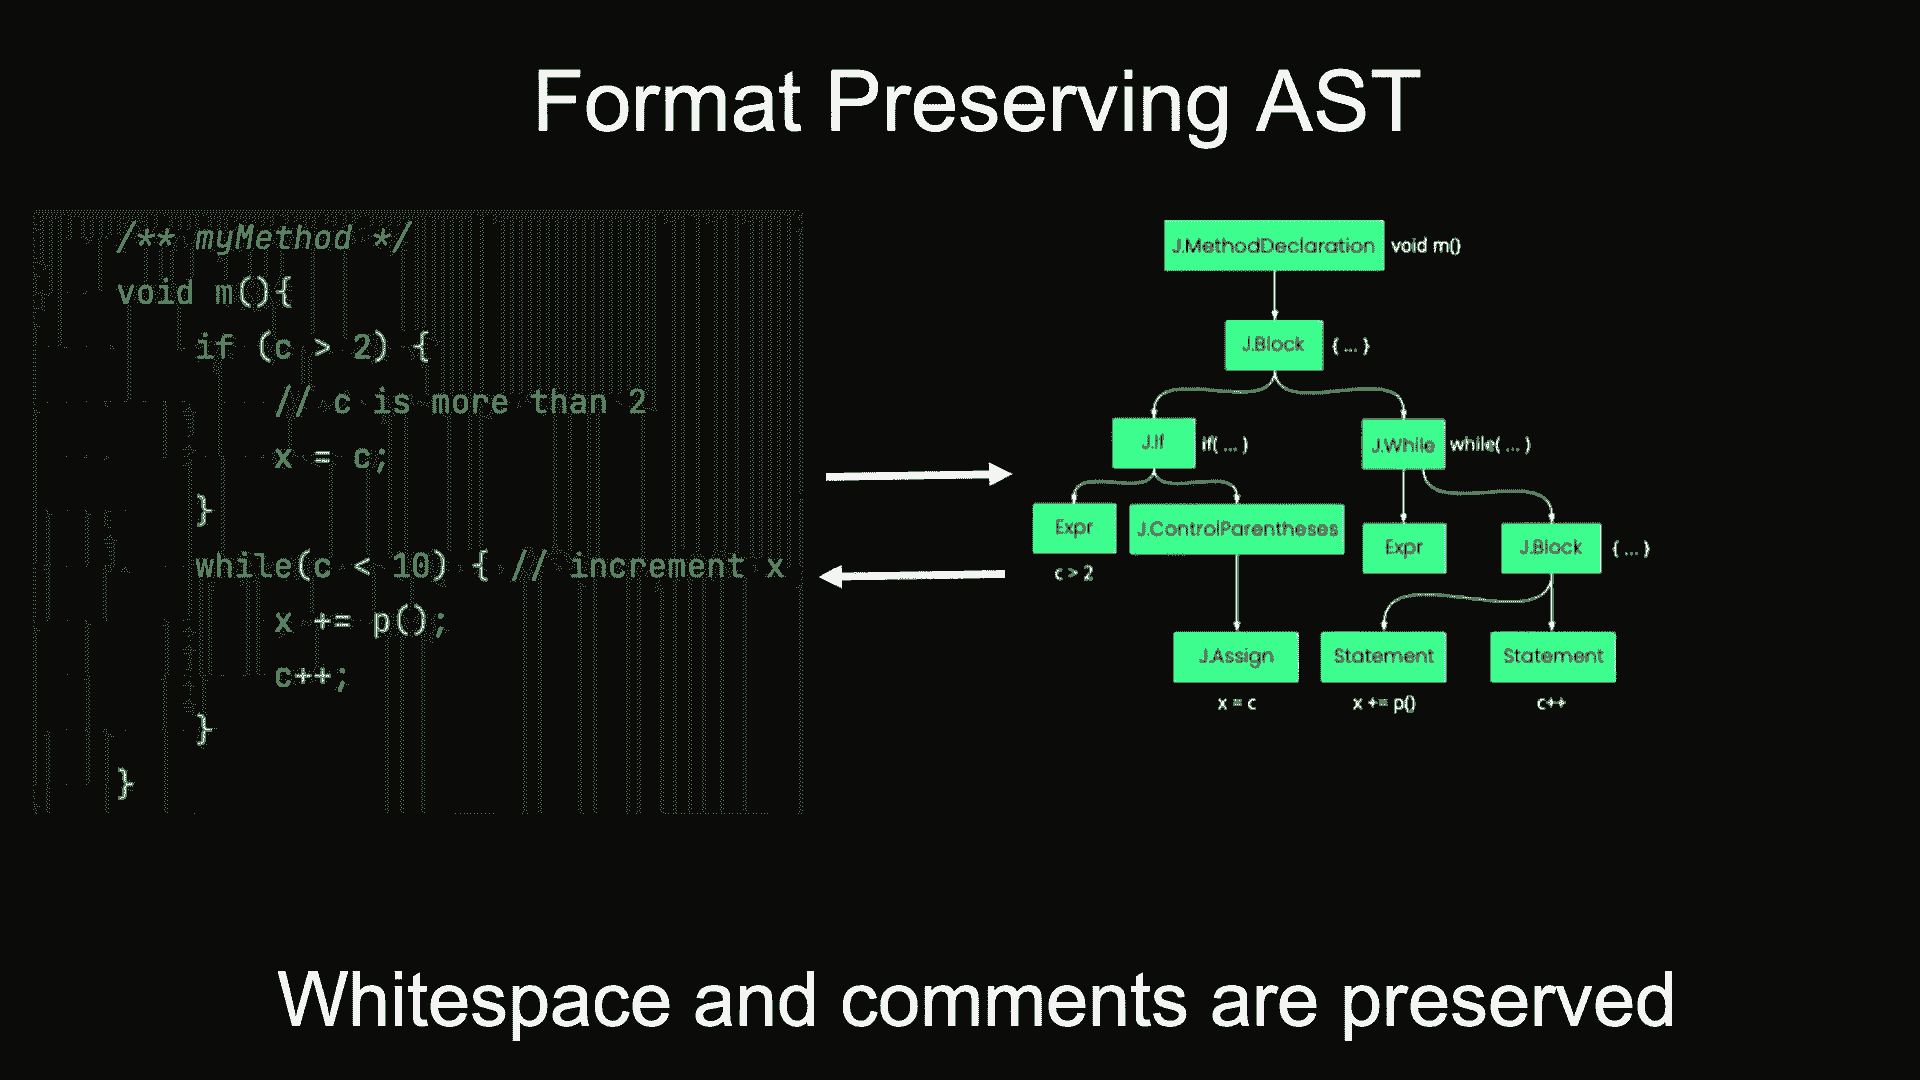 Format Preserving AST
/** myMethod */
void m(){
if (c > 2) {
// c is more than 2
x = c;
}
while(c < 10) { // increment x
x += p();
c++;
}
}
J.MethodDeclaration void m()
J.Block { ... }
J.If if( ... )
J.While while( ... )
Expr
c > 2
J.ControlParentheses
Expr
J.Block { ... }
J.Assign
x = c
Statement
x += p()
Statement
c++
Whitespace and comments are preserved